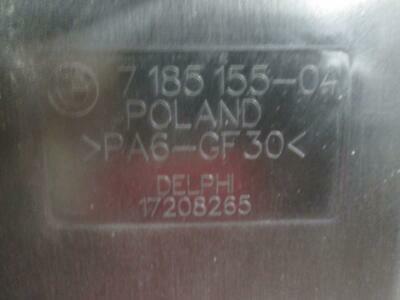 7 185 155-04
POLAND
>PA6-GF30<
DELPHI
17208265